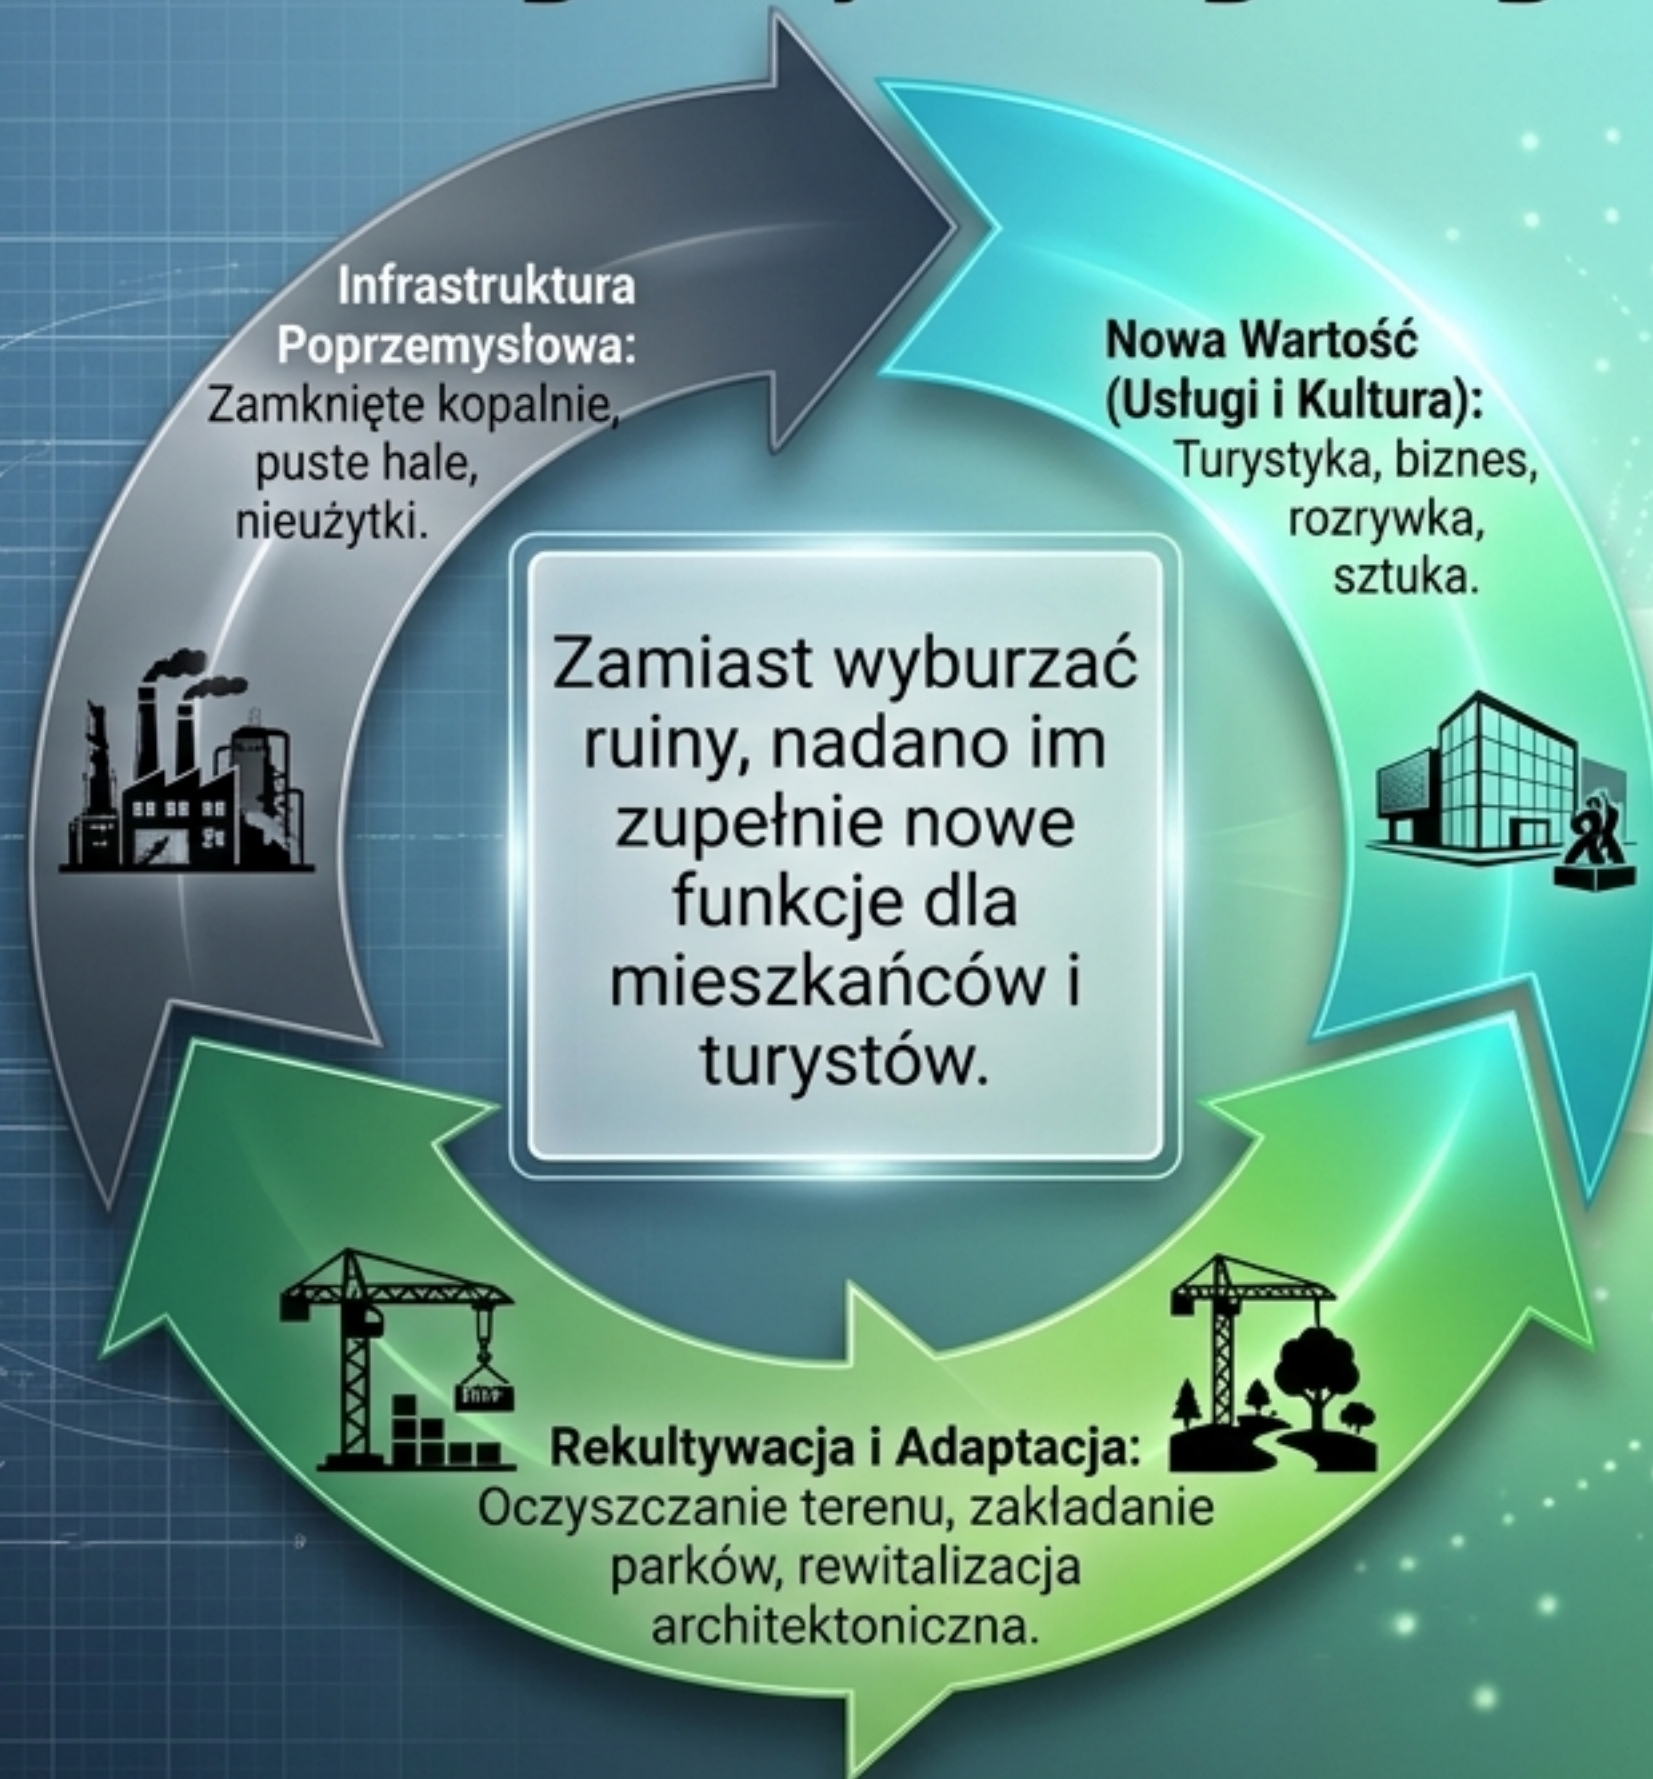 Infrastruktura
Poprzemysłowa:
Zamknięte kopalnie,
puste hale,
nieużytki.
Nowa Wartość
(Usługi i Kultura):
Turystyka, biznes,
rozrywka,
sztuka.
Zamiast wyburzać
ruiny, nadano im
zupełnie nowe
funkcje dla
mieszkańców i
turystów.
Rekultywacja i Adaptacja:
Oczyszczanie terenu, zakładanie
parków, rewitalizacja
architektoniczna.